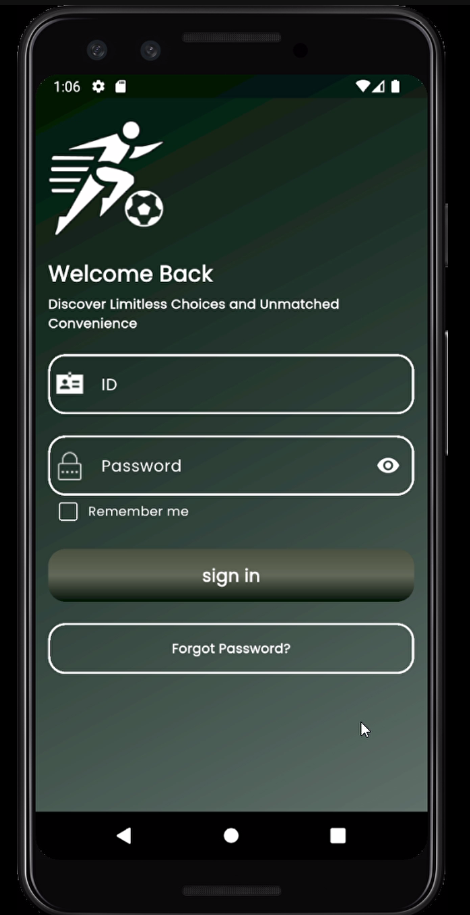 1:06
Welcome Back
Discover Limitless Choices and Unmatched
Convenience
ID
Password
Remember me
sign in
Forgot Password?